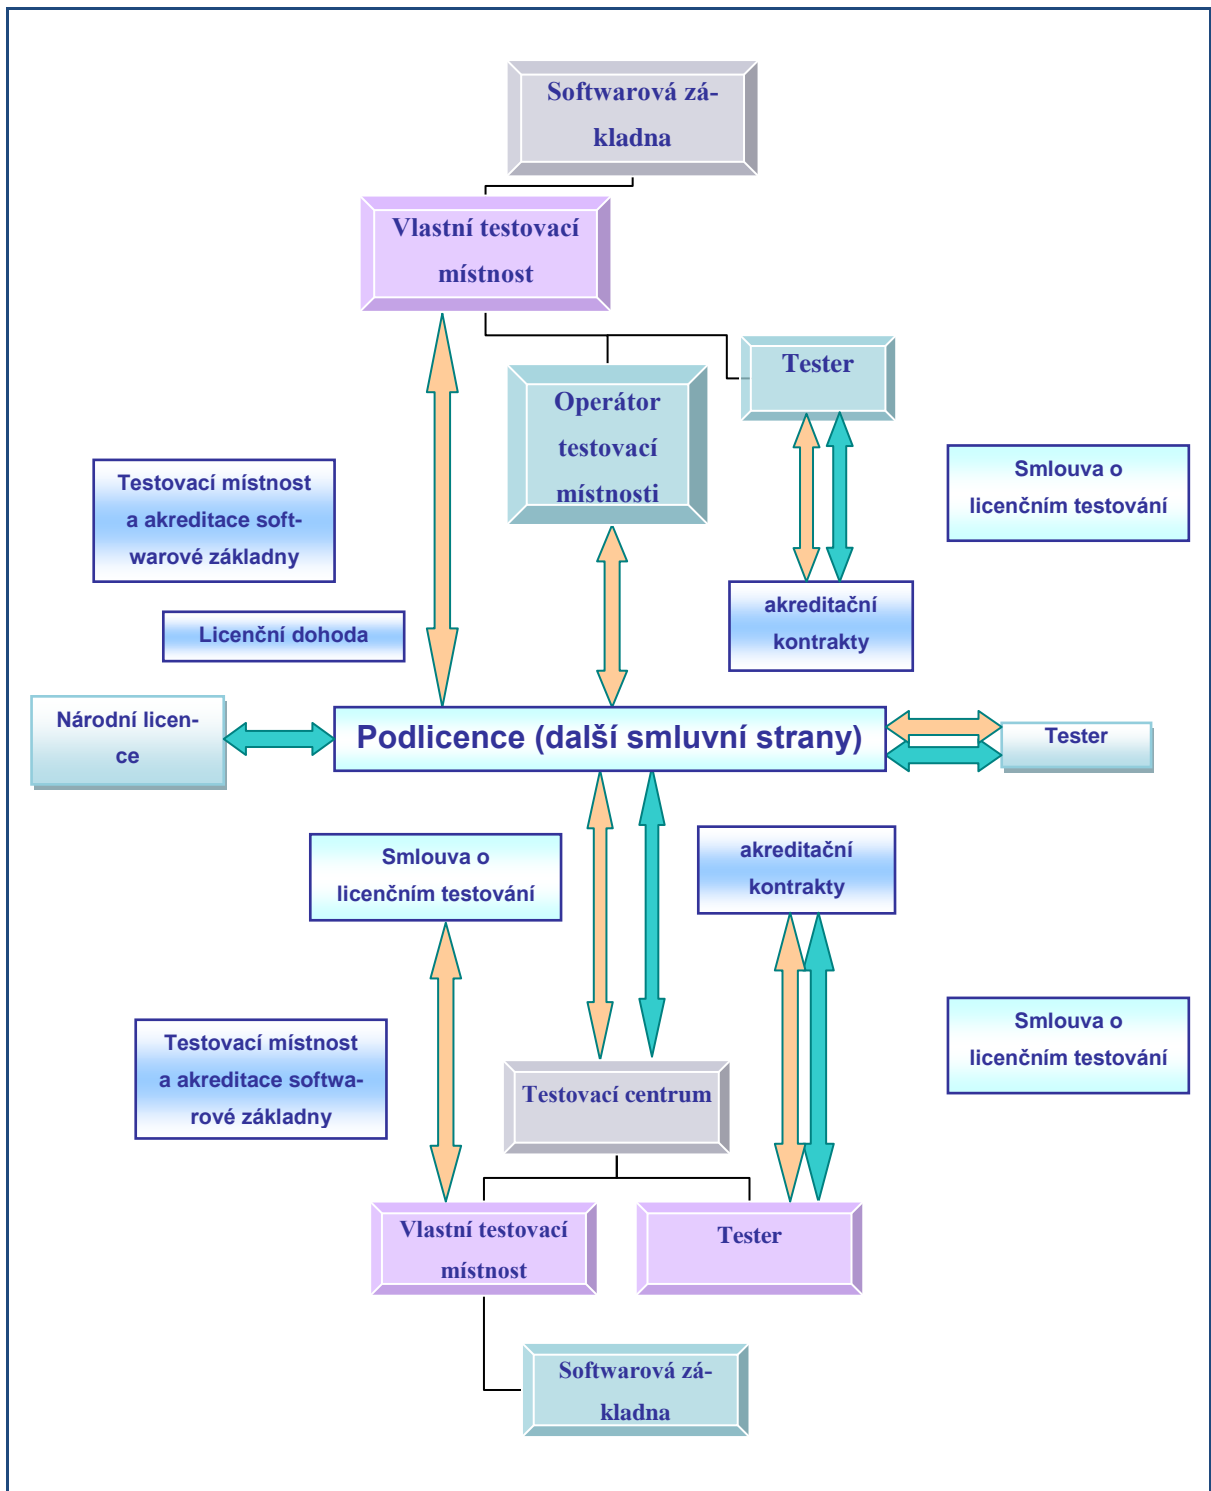 Softwarová zá-
kladna
Vlastní testovací
místnost
Tester
Operátor
testovací
místnosti
Testovací místnost
a akreditace soft-
warové základny
Smlouva o
licenčním testování
akreditační
kontrakty
Licenční dohoda
Národní licen-
ce
Podlicence (další smluvní strany)
Tester
Smlouva o
licenčním testování
akreditační
kontrakty
Testovací místnost
a akreditace softwa-
rové základny
Smlouva o
licenčním testování
Testovací centrum
Vlastní testovací
místnost
Tester
Softwarová zá-
kladna